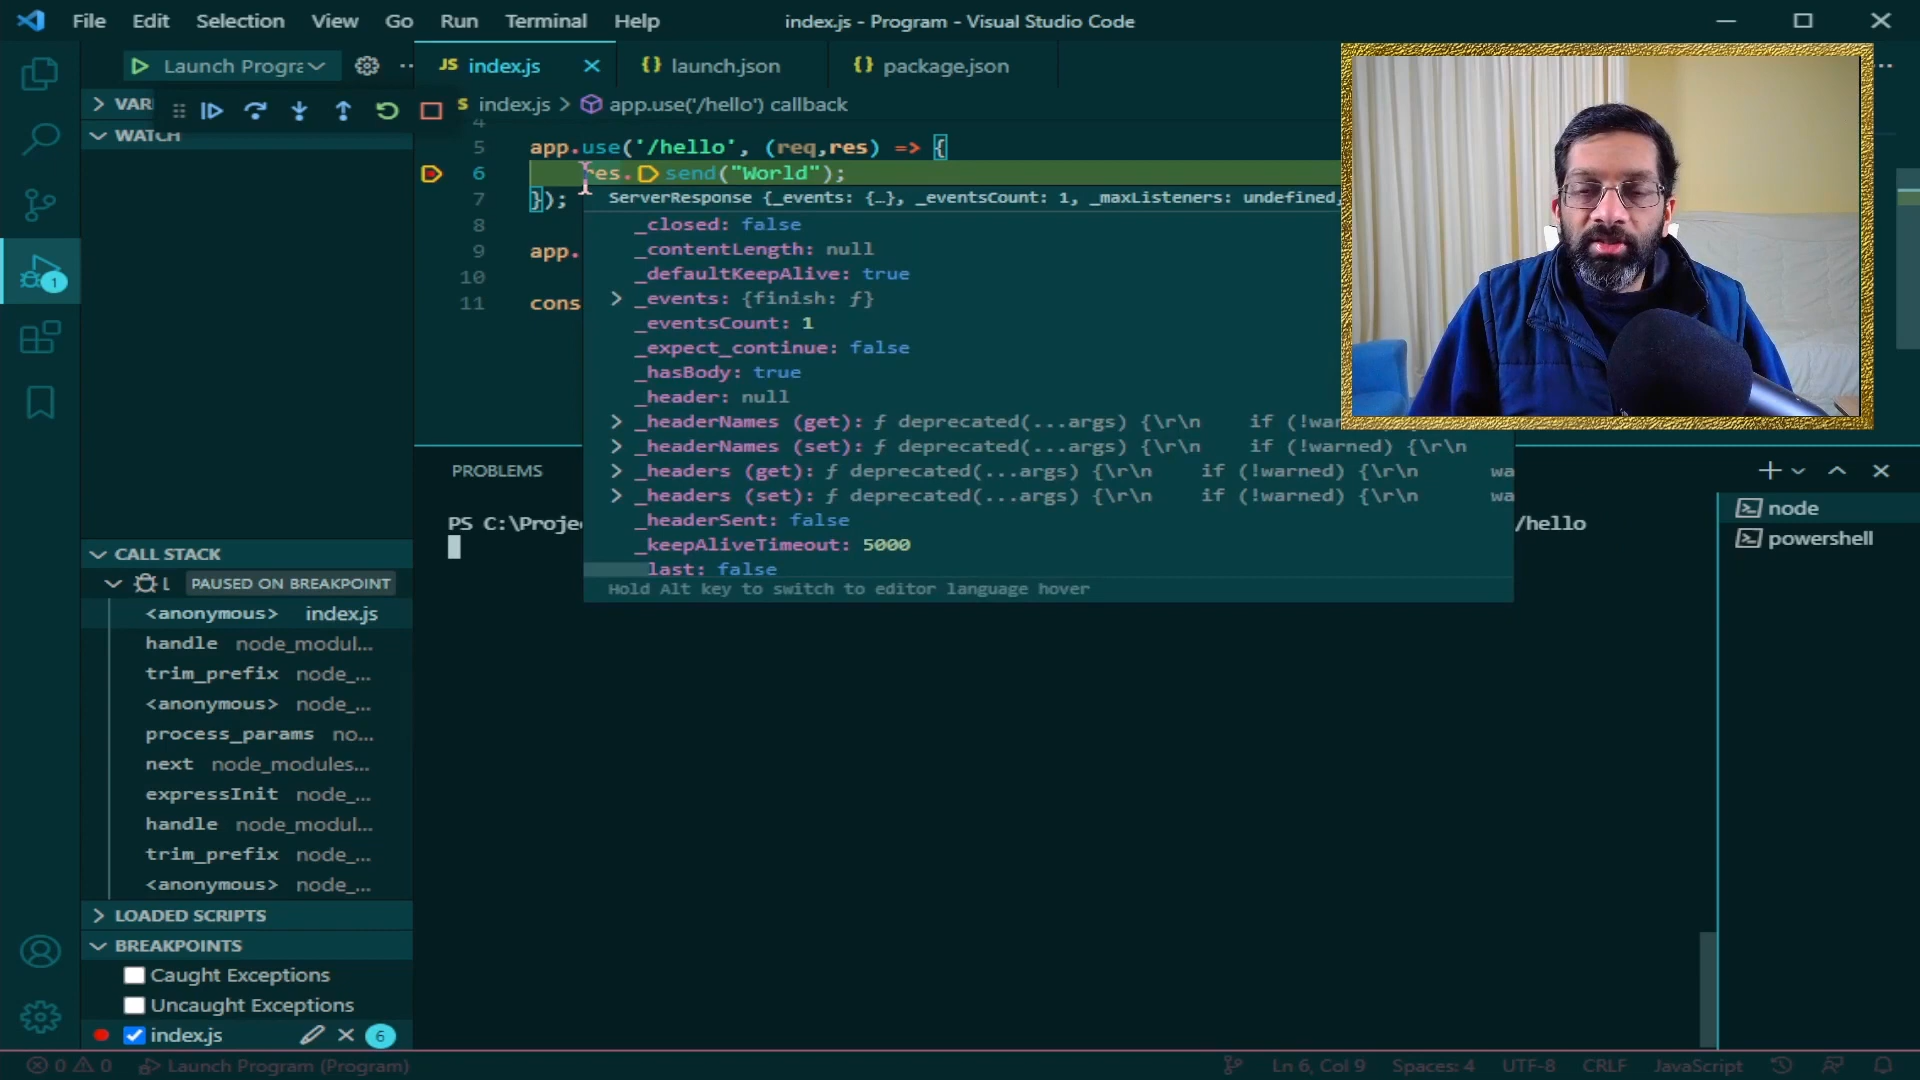 File Edit Selection View Go Run Terminal Help index.js - Program - Visual Studio Code
Launch Progra
JS index.js
{} launch.json
{} package.json
VAR
index.js > app.use('/hello') callback
WATCH
4
5 app.use('/hello', (req,res) => {
6 res. send("World");
7 });
8
9 app.
10
11 cons
ServerResponse {_events: {…}, _eventsCount: 1, _maxListeners: undefined,
_closed: false
_contentLength: null
_defaultKeepAlive: true
_events: {finish: ƒ}
_eventsCount: 1
_expect_continue: false
_hasBody: true
_header: null
_headerNames (get): ƒ deprecated(...args) {\r\n if (!war
_headerNames (set): ƒ deprecated(...args) {\r\n if (!warned) {\r\n
_headers (get): ƒ deprecated(...args) {\r\n if (!warned) {\r\n wa
_headers (set): ƒ deprecated(...args) {\r\n if (!warned) {\r\n wa
_headerSent: false
_keepAliveTimeout: 5000
last: false
Hold Alt key to switch to editor language hover
PROBLEMS
PS C:\Projec
/hello
node
powershell
1
CALL STACK
L PAUSED ON BREAKPOINT
<anonymous> index.js
handle node_modul...
trim_prefix node_...
<anonymous> node_...
process_params no...
next node_modules...
expressInit node_...
handle node_modul...
trim_prefix node_...
<anonymous> node_...
LOADED SCRIPTS
BREAKPOINTS
Caught Exceptions
Uncaught Exceptions
index.js 6
0 0 Launch Program (Program) Ln 6, Col 9 Spaces: 4 UTF-8 CRLF JavaScript